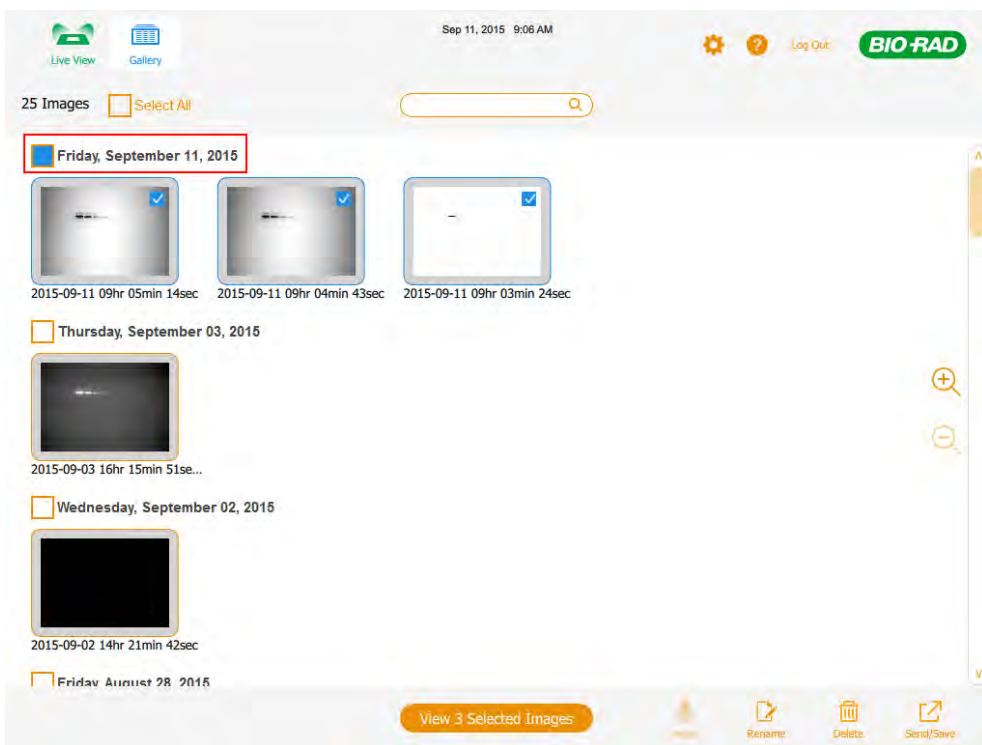 Sep 11, 2015 9:06 AM
Live View
Gallery
Log Out
BIO-RAD
25 Images
Select All
Friday, September 11, 2015
2015-09-11 09hr 05min 14sec
2015-09-11 09hr 04min 43sec
2015-09-11 09hr 03min 24sec
Thursday, September 03, 2015
2015-09-03 16hr 15min 51se...
Wednesday, September 02, 2015
2015-09-02 14hr 21min 42sec
Friday, August 28, 2015
View 3 Selected Images
Rename
Delete
Send/Save